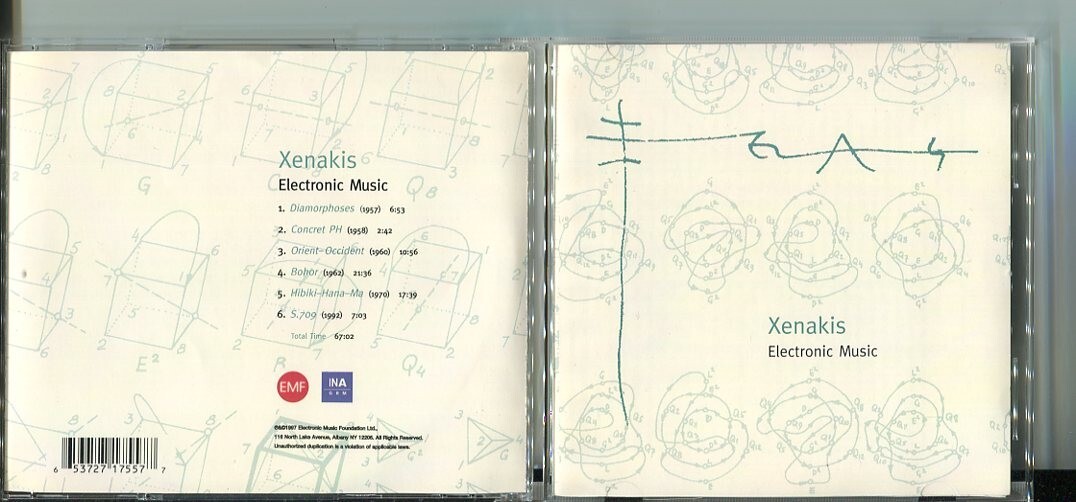 Xenakis
Electronic Music
1. Diamorphoses (1957) 6:53
2. Concret PH (1958) 2:42
3. Orient-Occident (1960) 10:56
4. Bohor (1962) 21:36
5. Hibiki-Hana-Ma (1970) 17:39
6. S.709 (1992) 7:03
Total Time 67:02
EMF
INA
GRM
℗&©1997 Electronic Music Foundation Ltd.,
116 North Lake Avenue, Albany NY 12206. All Rights Reserved.
Unauthorized duplication is a violation of applicable laws.
6 53727 17557 7
G
Q8
E²
R
Q4
Xenakis
Electronic Music